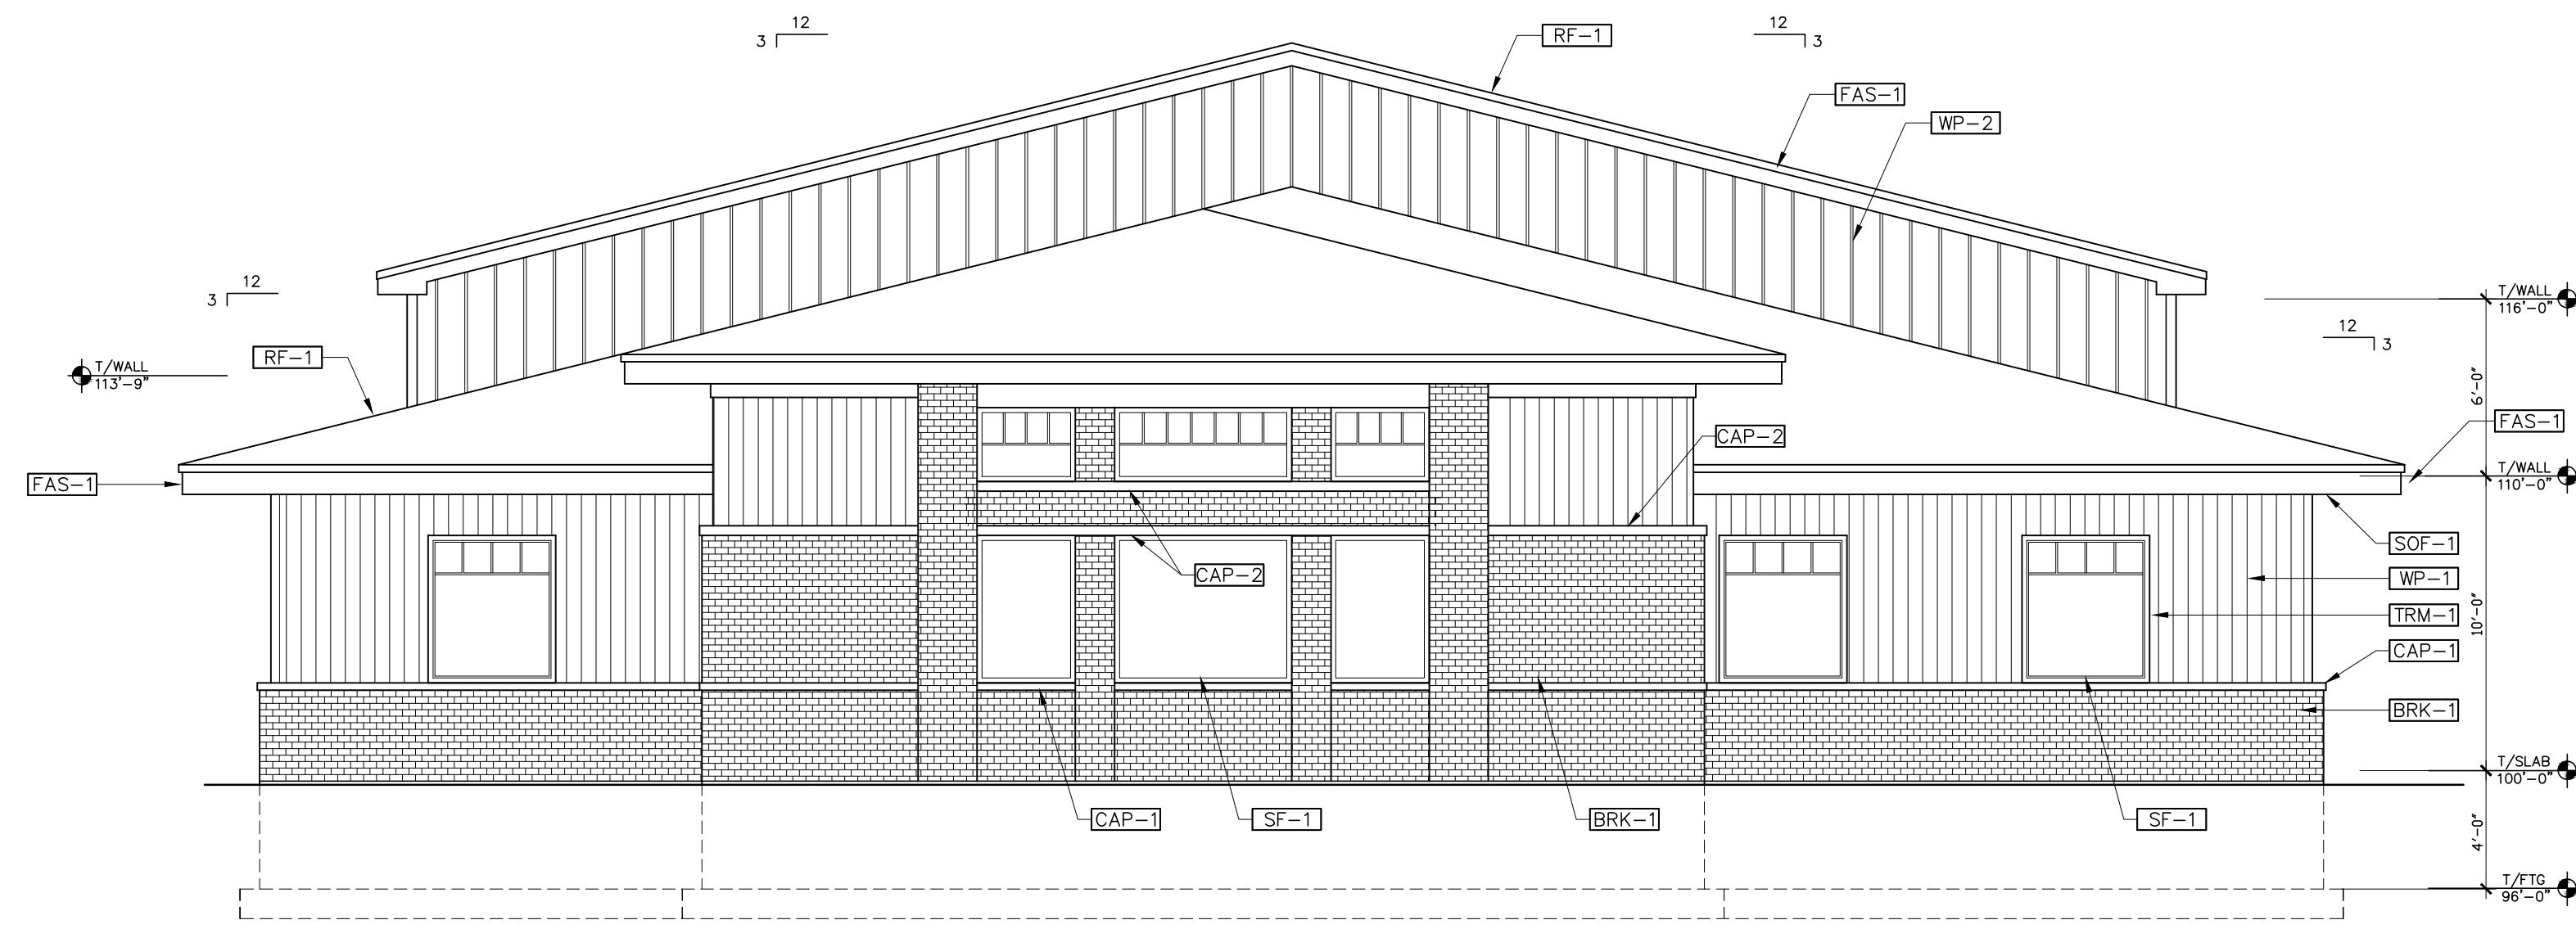 12
3
12
3
RF-1
FAS-1
WP-2
12
3
T/WALL
116'-0"
12
3
RF-1
T/WALL
113'-9"
6'-0"
FAS-1
CAP-2
T/WALL
110'-0"
FAS-1
SOF-1
CAP-2
WP-1
TRM-1
10'-0"
CAP-1
BRK-1
T/SLAB
100'-0"
CAP-1
SF-1
BRK-1
SF-1
4'-0"
T/FTG
96'-0"